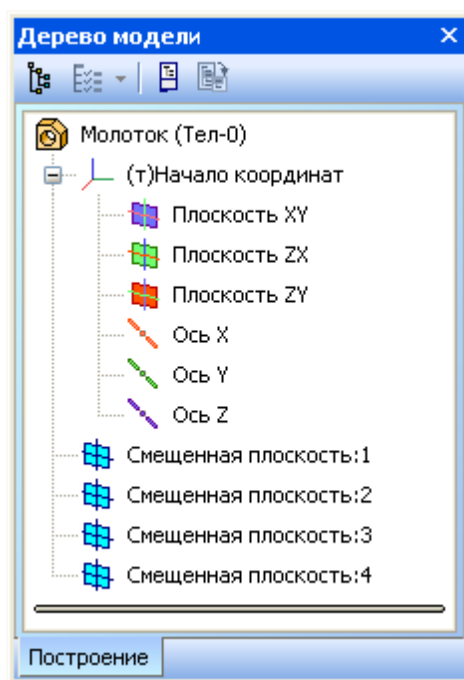 Дерево модели
Молоток (Тел-0)
(т)Начало координат
Плоскость XY
Плоскость ZX
Плоскость ZY
Ось X
Ось Y
Ось Z
Смещенная плоскость:1
Смещенная плоскость:2
Смещенная плоскость:3
Смещенная плоскость:4
Построение